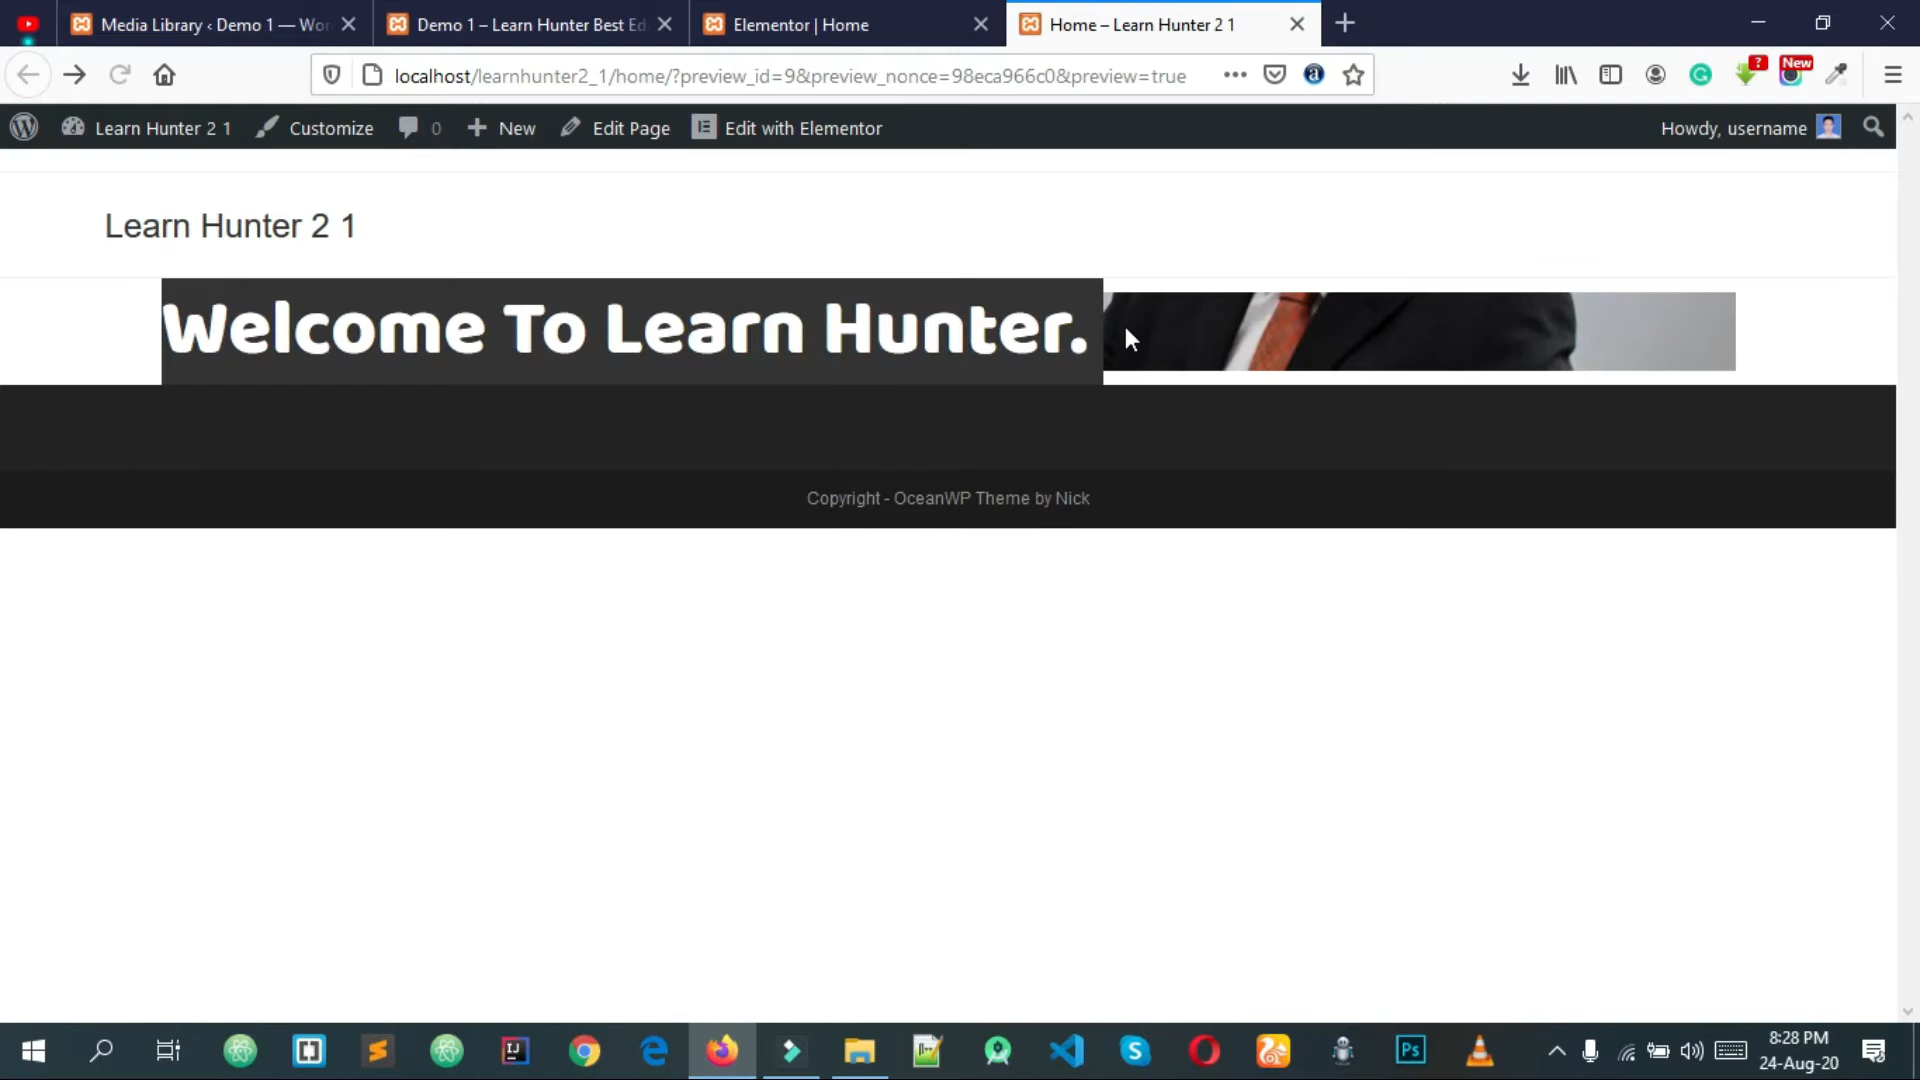 Media Library ‹ Demo 1 — Wor
Demo 1 – Learn Hunter Best Ed
Elementor | Home
Home – Learn Hunter 2 1
localhost/learnhunter2_1/home/?preview_id=9&preview_nonce=98eca966c0&preview=true
?
New
Learn Hunter 2 1
Customize
0
New
Edit Page
Edit with Elementor
Howdy, username
Learn Hunter 2 1
Welcome To Learn Hunter.
Copyright - OceanWP Theme by Nick
8:28 PM
24-Aug-20